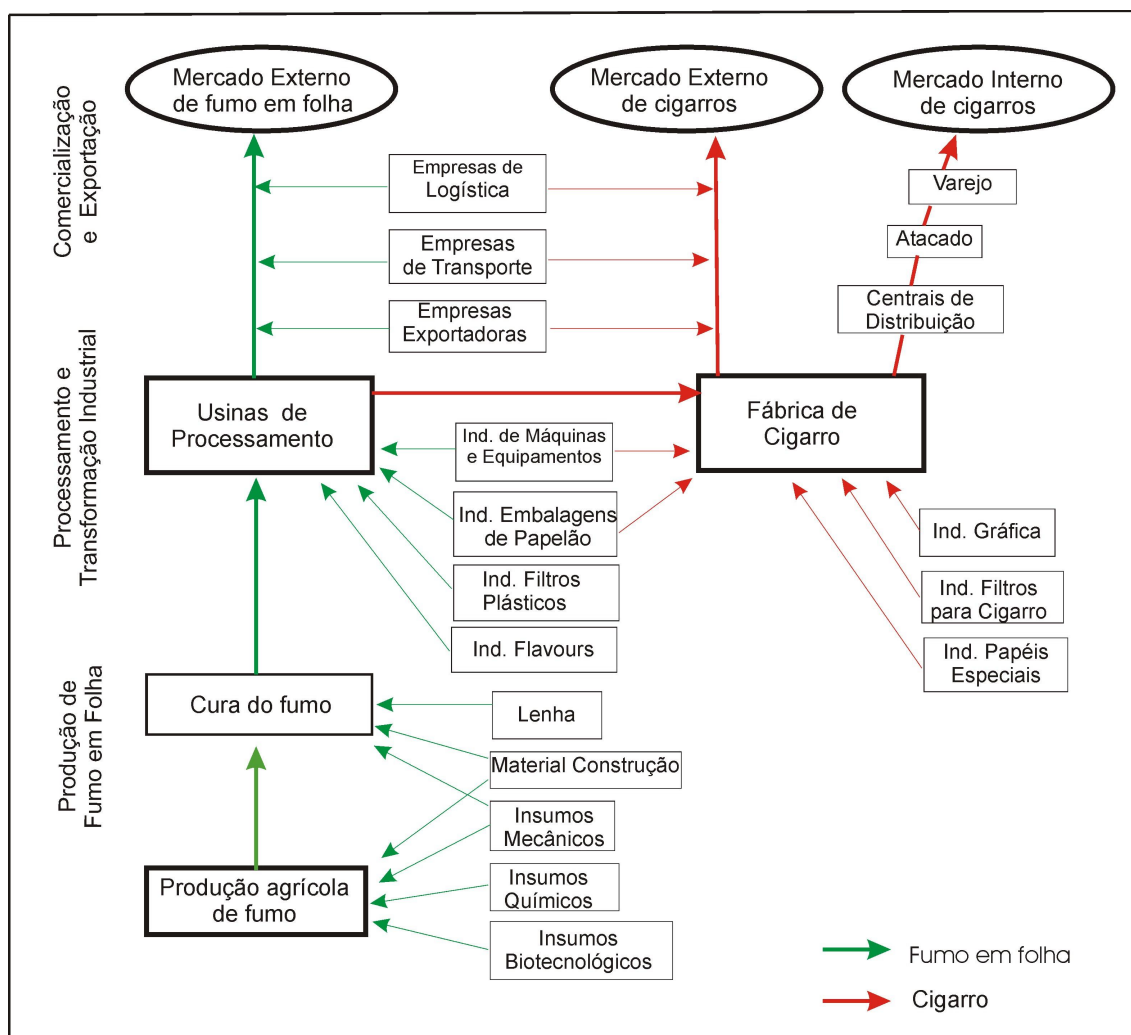 Mercado Externo
de fumo em folha
Mercado Externo
de cigarros
Mercado Interno
de cigarros
Comercialização
e Exportação
Empresas de
Logística
Varejo
Empresas
de Transporte
Atacado
Empresas
Exportadoras
Centrais de
Distribuição
Processamento e
Transformação Industrial
Usinas de
Processamento
Fábrica de
Cigarro
Ind. de Máquinas
e Equipamentos
Ind. Embalagens
de Papelão
Ind. Gráfica
Ind. Filtros
Plásticos
Ind. Filtros
para Cigarro
Ind. Flavours
Ind. Papéis
Especiais
Produção de
Fumo em Folha
Cura do fumo
Lenha
Material Construção
Insumos
Mecânicos
Produção agrícola
de fumo
Insumos
Químicos
Insumos
Biotecnológicos
Fumo em folha
Cigarro